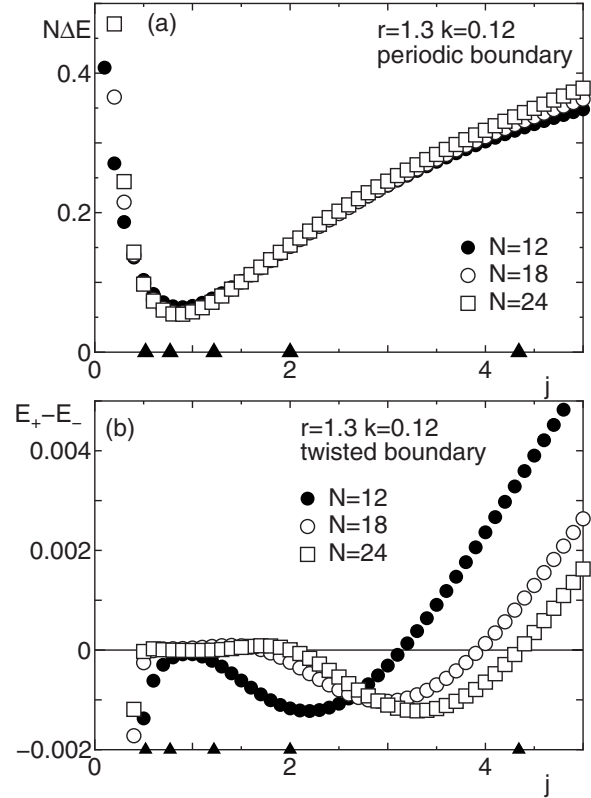 NΔE
(a)
r=1.3 k=0.12
periodic boundary
0.4
0.2
0
● N=12
○ N=18
□ N=24
0 2 4
j
E₊−E₋
(b)
r=1.3 k=0.12
twisted boundary
0.004
0.002
0
−0.002
● N=12
○ N=18
□ N=24
0 2 4
j